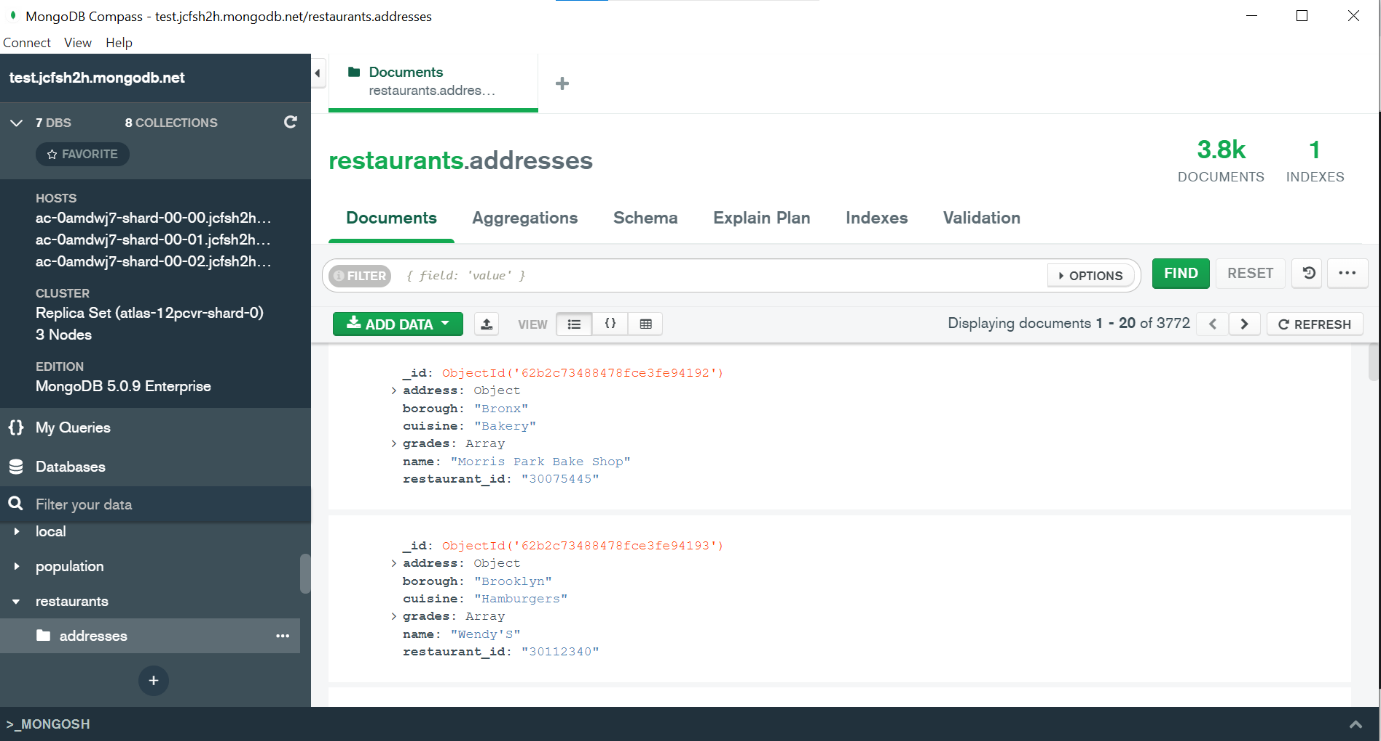 MongoDB Compass - test.jcfsh2h.mongodb.net/restaurants.addresses
Connect View Help
test.jcfsh2h.mongodb.net
7 DBS 8 COLLECTIONS
FAVORITE
HOSTS
ac-0amdwj7-shard-00-00.jcfsh2h...
ac-0amdwj7-shard-00-01.jcfsh2h...
ac-0amdwj7-shard-00-02.jcfsh2h...
CLUSTER
Replica Set (atlas-12pcvr-shard-0)
3 Nodes
EDITION
MongoDB 5.0.9 Enterprise
{} My Queries
Databases
Filter your data
local
population
restaurants
addresses
+
>_MONGOSH
Documents
restaurants.addres...
+
restaurants.addresses
3.8k
DOCUMENTS
1
INDEXES
Documents Aggregations Schema Explain Plan Indexes Validation
FILTER { field: 'value' } OPTIONS FIND RESET ...
ADD DATA VIEW {} Displaying documents 1 - 20 of 3772 < > REFRESH
_id: ObjectId('62b2c73488478fce3fe94192')
> address: Object
borough: "Bronx"
cuisine: "Bakery"
> grades: Array
name: "Morris Park Bake Shop"
restaurant_id: "30075445"
_id: ObjectId('62b2c73488478fce3fe94193')
> address: Object
borough: "Brooklyn"
cuisine: "Hamburgers"
> grades: Array
name: "Wendy'S"
restaurant_id: "30112340"